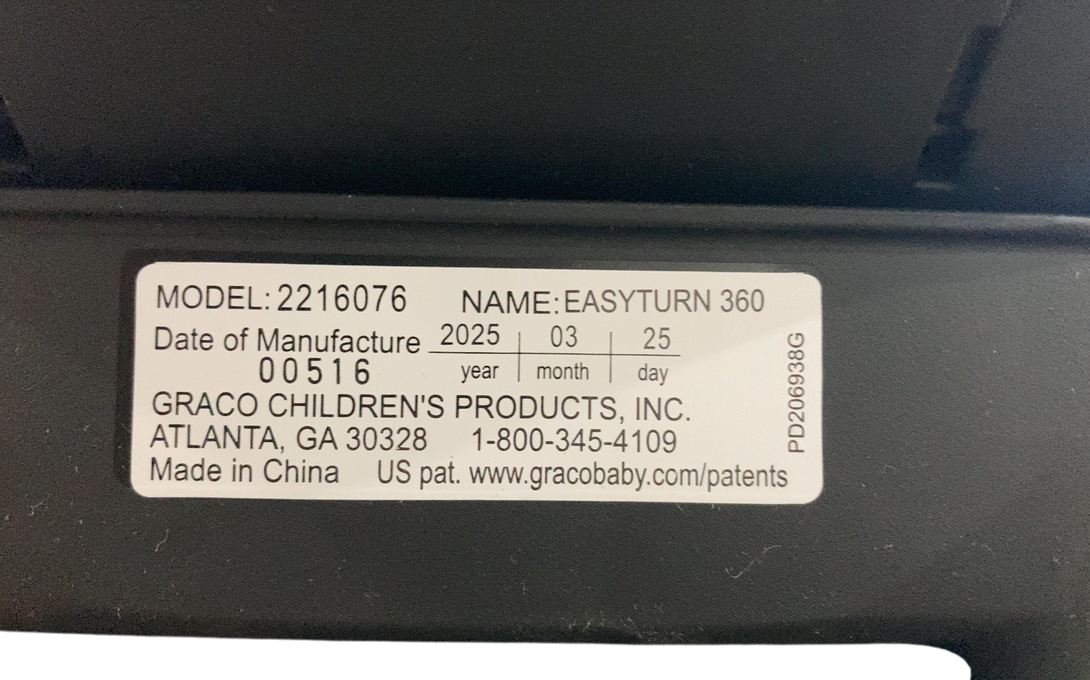 MODEL: 2216076 NAME: EASYTURN 360
Date of Manufacture 2025 03 25
00516 year month day
GRACO CHILDREN'S PRODUCTS, INC.
ATLANTA, GA 30328 1-800-345-4109
Made in China US pat. www.gracobaby.com/patents
PD206938G